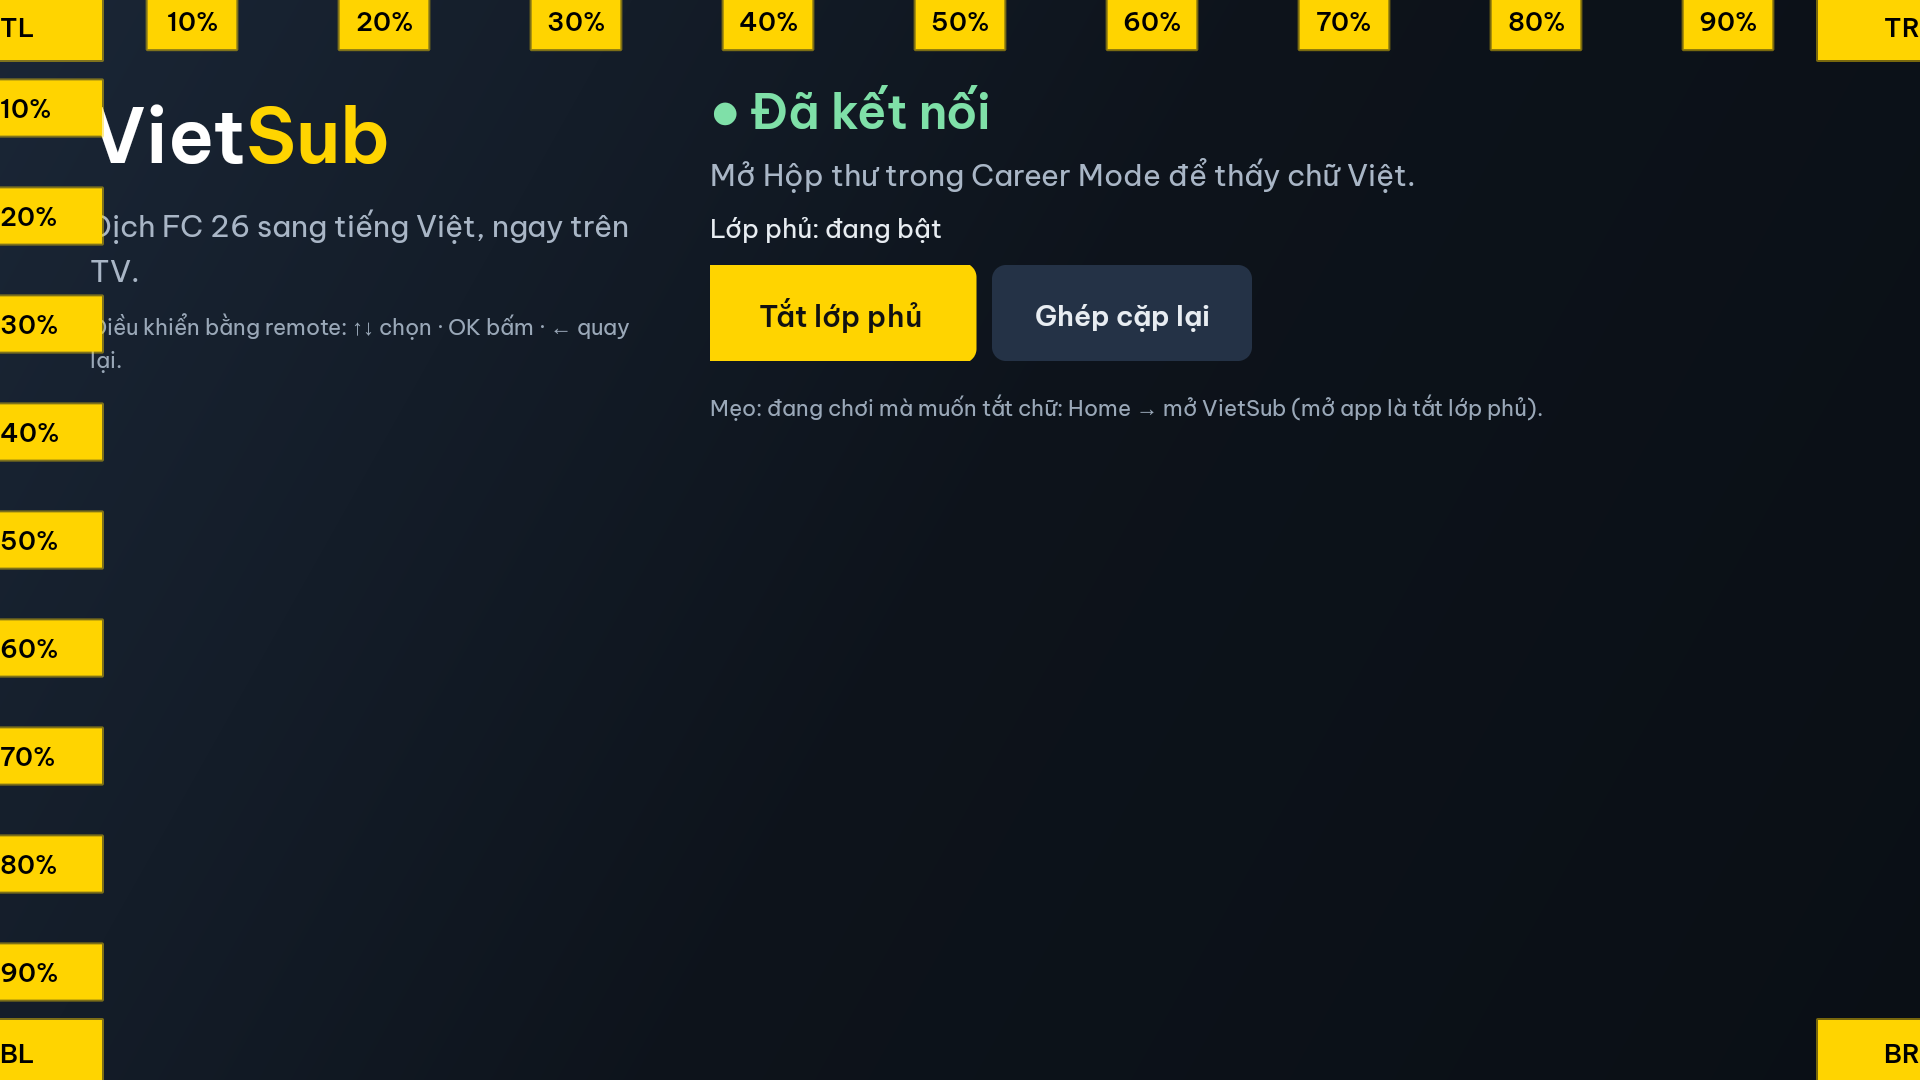 TL
10%
20%
30%
40%
50%
60%
70%
80%
90%
TR
10%
VietSub
● Đã kết nối
Mở Hộp thư trong Career Mode để thấy chữ Việt.
20%
Dịch FC 26 sang tiếng Việt, ngay trên
TV.
Lớp phủ: đang bật
Tắt lớp phủ
Ghép cặp lại
30%
Điều khiển bằng remote: ↑↓ chọn · OK bấm · ← quay
lại.
Mẹo: đang chơi mà muốn tắt chữ: Home → mở VietSub (mở app là tắt lớp phủ).
40%
50%
60%
70%
80%
90%
BL
BR